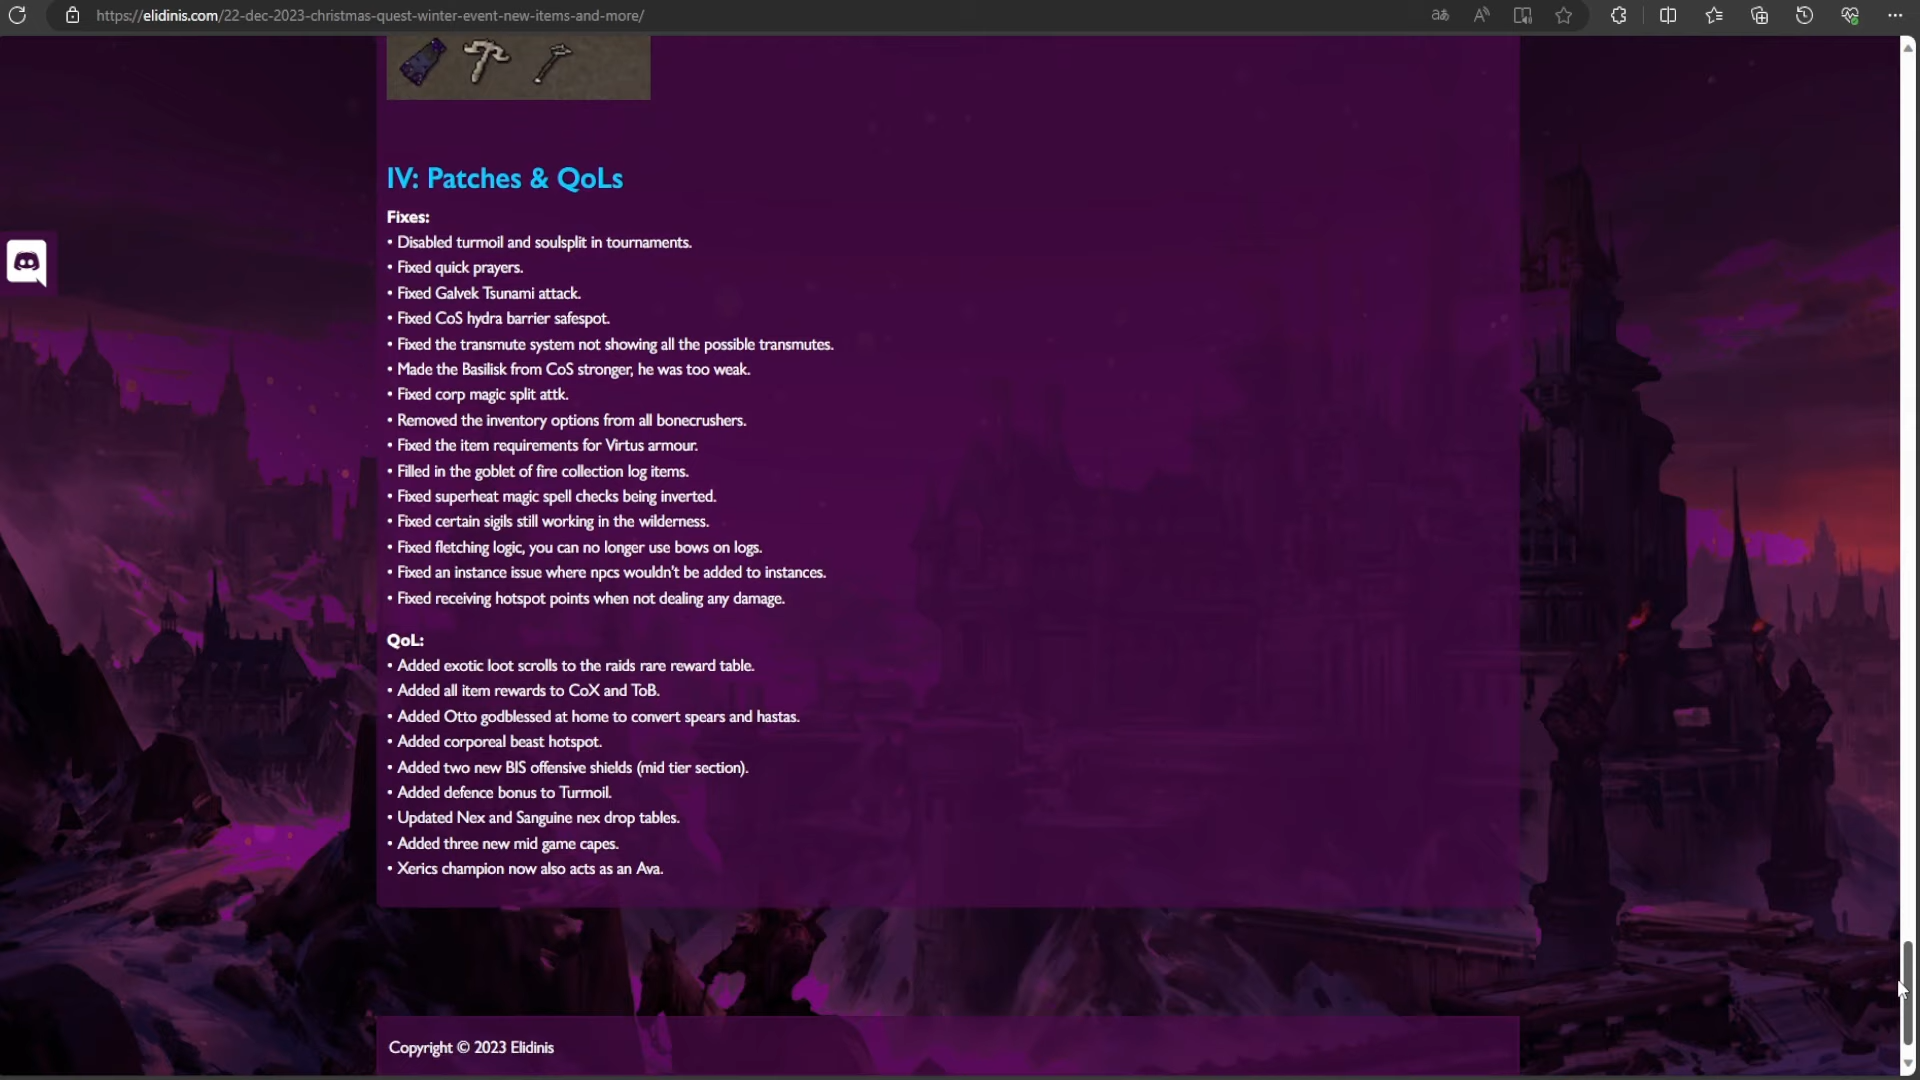 https://elidinis.com/22-dec-2023-christmas-quest-winter-event-new-items-and-more/
IV: Patches & QoLs
Fixes:
• Disabled turmoil and soulsplit in tournaments.
• Fixed quick prayers.
• Fixed Galvek Tsunami attack.
• Fixed CoS hydra barrier safespot.
• Fixed the transmute system not showing all the possible transmutes.
• Made the Basilisk from CoS stronger, he was too weak.
• Fixed corp magic split attk.
• Removed the inventory options from all bonecrushers.
• Fixed the item requirements for Virtus armour.
• Filled in the goblet of fire collection log items.
• Fixed superheat magic spell checks being inverted.
• Fixed certain sigils still working in the wilderness.
• Fixed fletching logic, you can no longer use bows on logs.
• Fixed an instance issue where npcs wouldn't be added to instances.
• Fixed receiving hotspot points when not dealing any damage.
QoL:
• Added exotic loot scrolls to the raids rare reward table.
• Added all item rewards to CoX and ToB.
• Added Otto godblessed at home to convert spears and hastas.
• Added corporeal beast hotspot.
• Added two new BIS offensive shields (mid tier section).
• Added defence bonus to Turmoil.
• Updated Nex and Sanguine nex drop tables.
• Added three new mid game capes.
• Xerics champion now also acts as an Ava.
Copyright © 2023 Elidinis